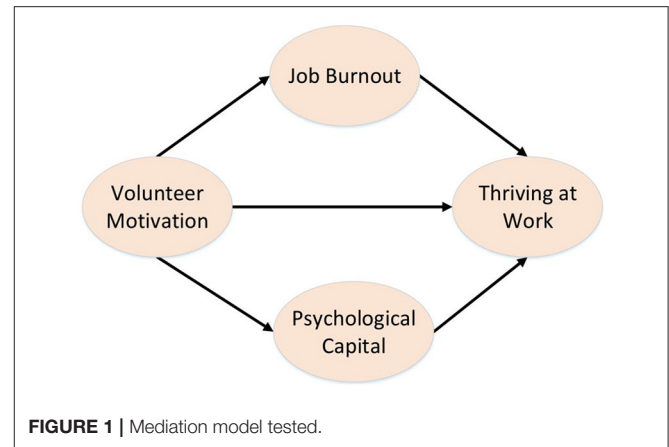 Job Burnout
Volunteer
Motivation
Thriving at
Work
Psychological
Capital
FIGURE 1 | Mediation model tested.